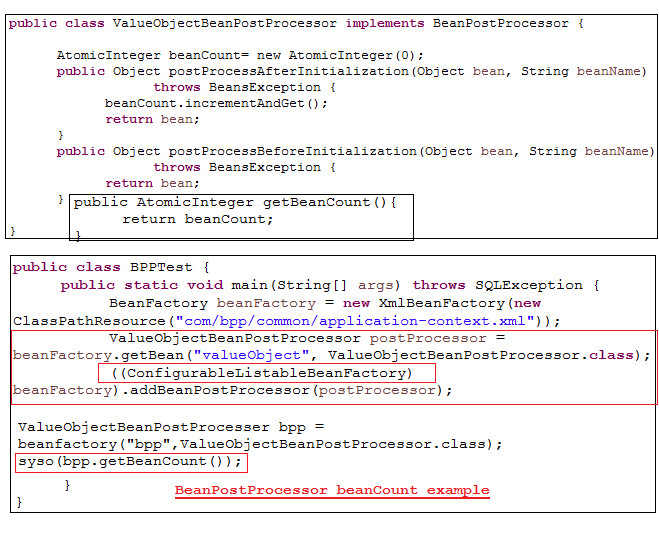 public class ValueObjectBeanPostProcessor implements BeanPostProcessor {
AtomicInteger beanCount= new AtomicInteger(0);
public Object postProcessAfterInitialization(Object bean, String beanName)
throws BeansException {
beanCount.incrementAndGet();
return bean;
}
public Object postProcessBeforeInitialization(Object bean, String beanName)
throws BeansException {
return bean;
}
public AtomicInteger getBeanCount(){
return beanCount;
}
}
public class BPPTest {
public static void main(String[] args) throws SQLException {
BeanFactory beanFactory = new XmlBeanFactory(new
ClassPathResource("com/bpp/common/application-context.xml"));
ValueObjectBeanPostProcessor postProcessor =
beanFactory.getBean("valueObject", ValueObjectBeanPostProcessor.class);
((ConfigurableListableBeanFactory)
beanFactory).addBeanPostProcessor(postProcessor);
ValueObjectBeanPostProcesser bpp =
beanfactory("bpp",ValueObjectBeanPostProcessor.class);
syso(bpp.getBeanCount());
}
BeanPostProcessor beanCount example
}